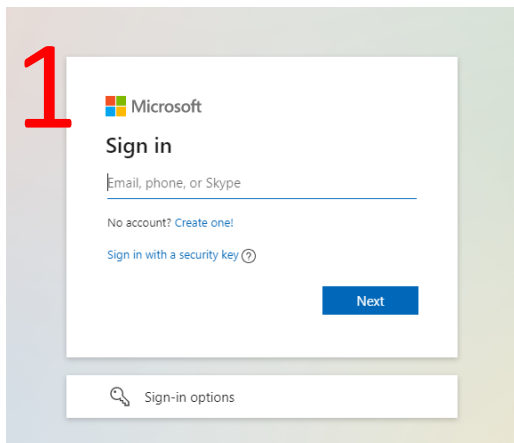 1
Microsoft
Sign in
Email, phone, or Skype
No account? Create one!
Sign in with a security key
Next
Sign-in options